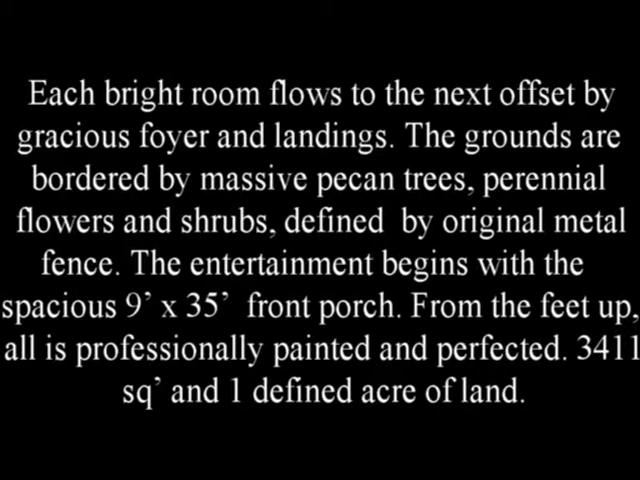 Each bright room flows to the next offset by
gracious foyer and landings. The grounds are
bordered by massive pecan trees, perennial
flowers and shrubs, defined  by original metal
fence. The entertainment begins with the
spacious 9’ x 35’  front porch. From the feet up,
all is professionally painted and perfected. 3411
sq’ and 1 defined acre of land.